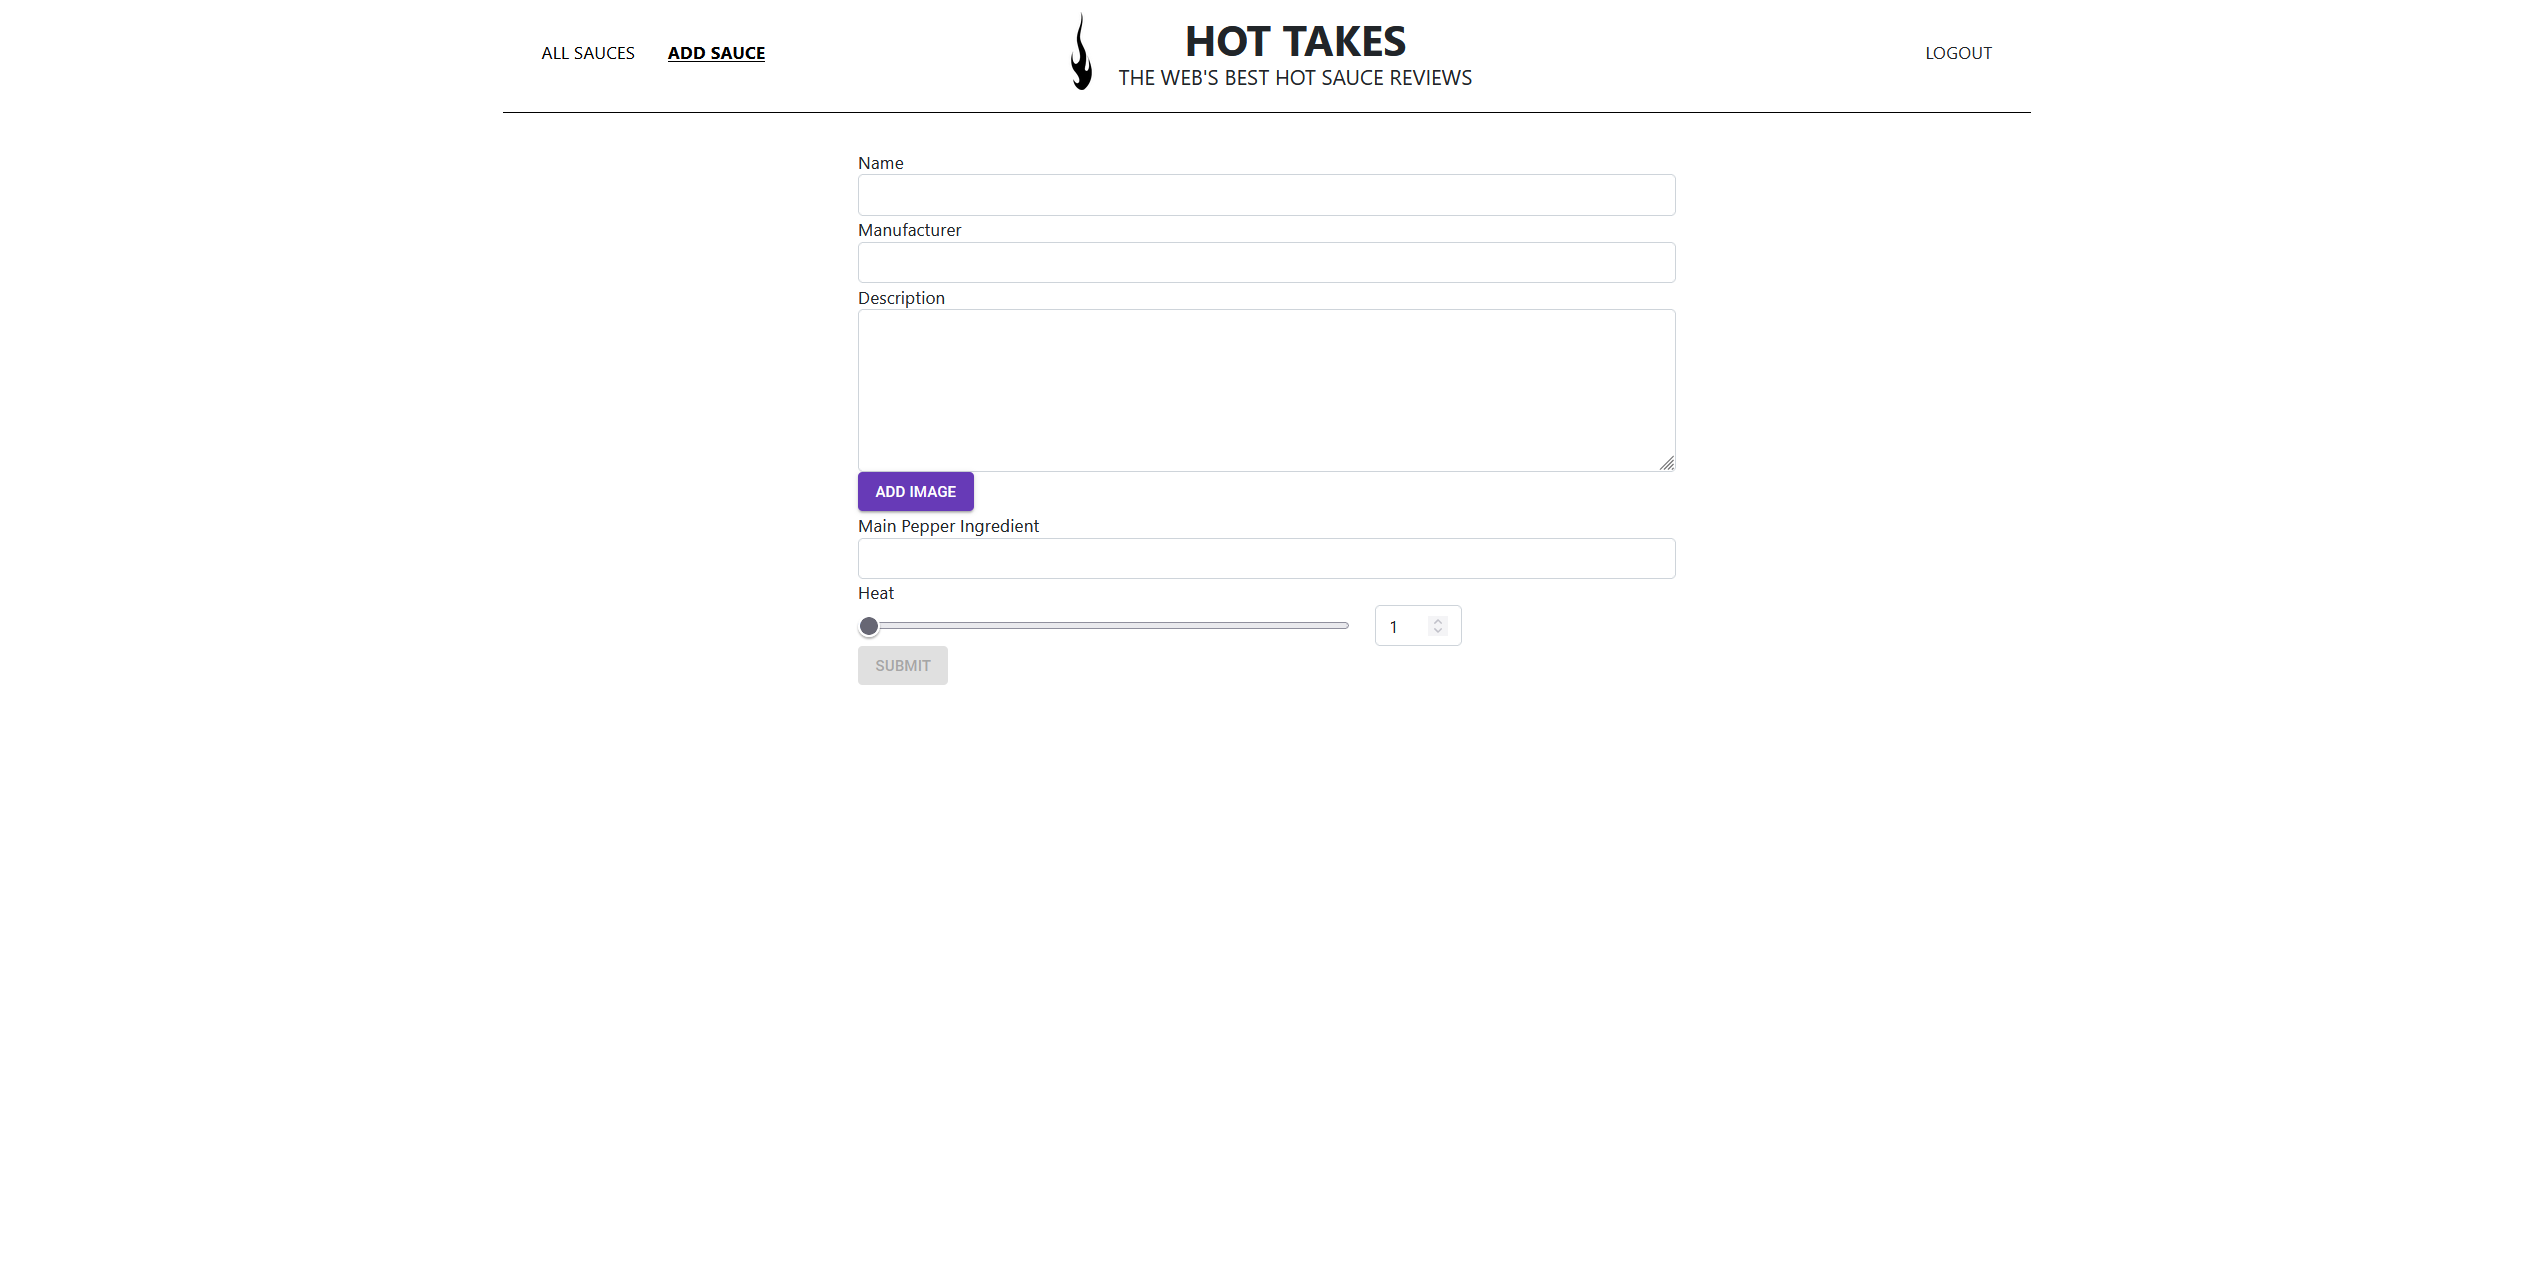 ALL SAUCES
ADD SAUCE
HOT TAKES
THE WEB'S BEST HOT SAUCE REVIEWS
LOGOUT
Name
Manufacturer
Description
ADD IMAGE
Main Pepper Ingredient
Heat
1
SUBMIT